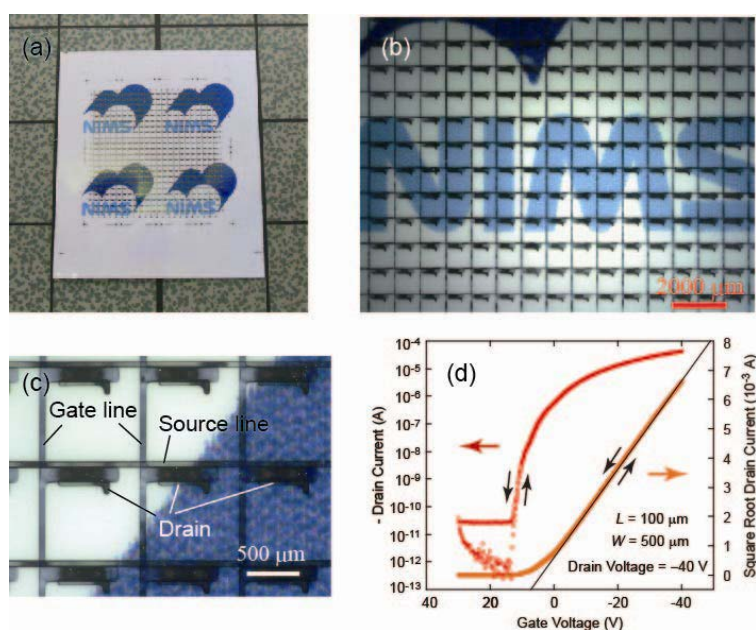 (a)
NIMS NIMS
NIMS NIMS
(b)
NIMS
2000 μm
(c)
Gate line
Source line
Drain
500 μm
(d)
- Drain Current (A)
10-4
10-5
10-6
10-7
10-8
10-9
10-10
10-11
10-12
10-13
40 20 0 -20 -40
Gate Voltage (V)
8
7
6
5
4
3
2
1
0
Square Root Drain Current (10-3 A)
L = 100 μm
W = 500 μm
Drain Voltage = –40 V